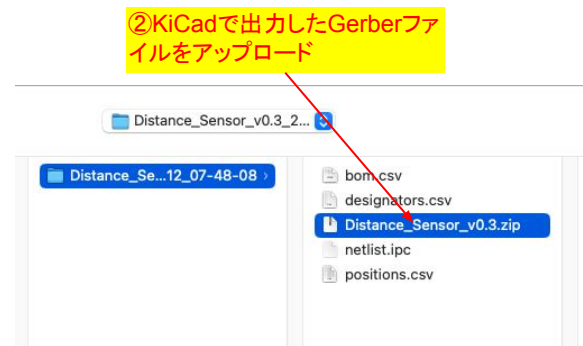 ②KiCadで出力したGerberファ
イルをアップロード
Distance_Sensor_v0.3_2...
Distance_Se...12_07-48-08
bom.csv
designators.csv
Distance_Sensor_v0.3.zip
netlist.ipc
positions.csv